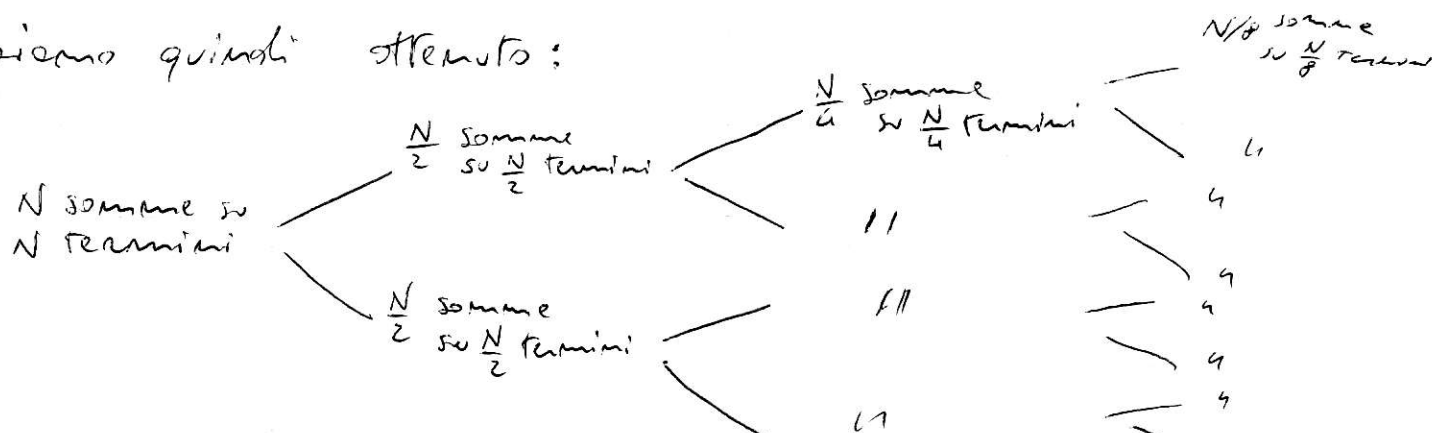 quindi ottenuto:
N/8 somme
su N/8 termini
N/4 somme
su N/4 termini
N/2 somme
su N/2 termini
"
"
N somme su
N termini
"
"
N/2 somme
su N/2 termini
"
"
"
"
"